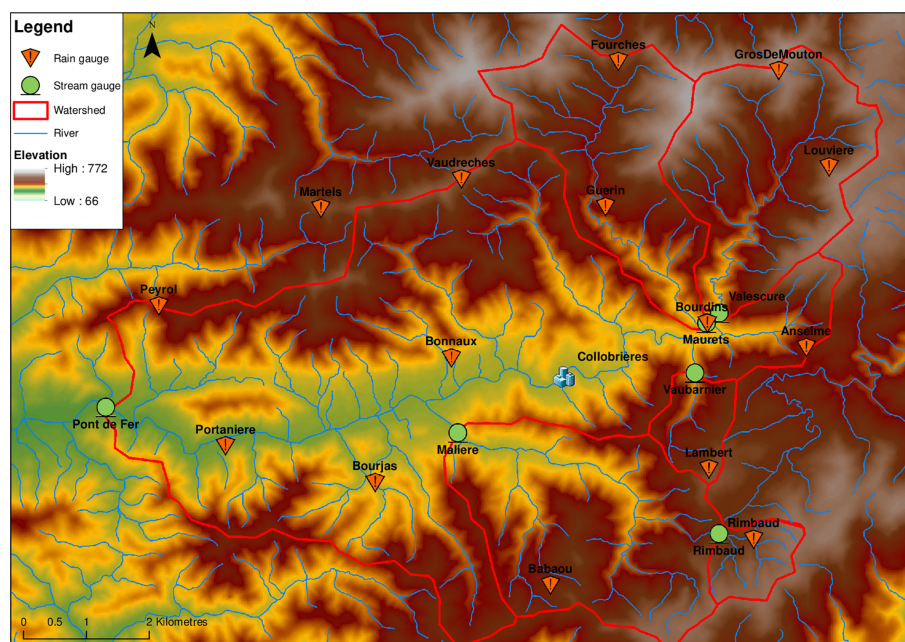 Legend
N
Rain gauge
Stream gauge
Watershed
River
Elevation
High : 772
Low : 66
Fourches
GrosDeMouton
Louviere
Vaudreches
Martels
Guerin
Peyrol
Valescure
Bourdins
Maurets
Anselme
Bonnaux
Collobrières
Vaubarnier
Pont de Fer
Portaniere
Maliere
Bourjas
Lambert
Rimbaud
Rimbaud
Babaou
0 0.5 1 2 Kilometres